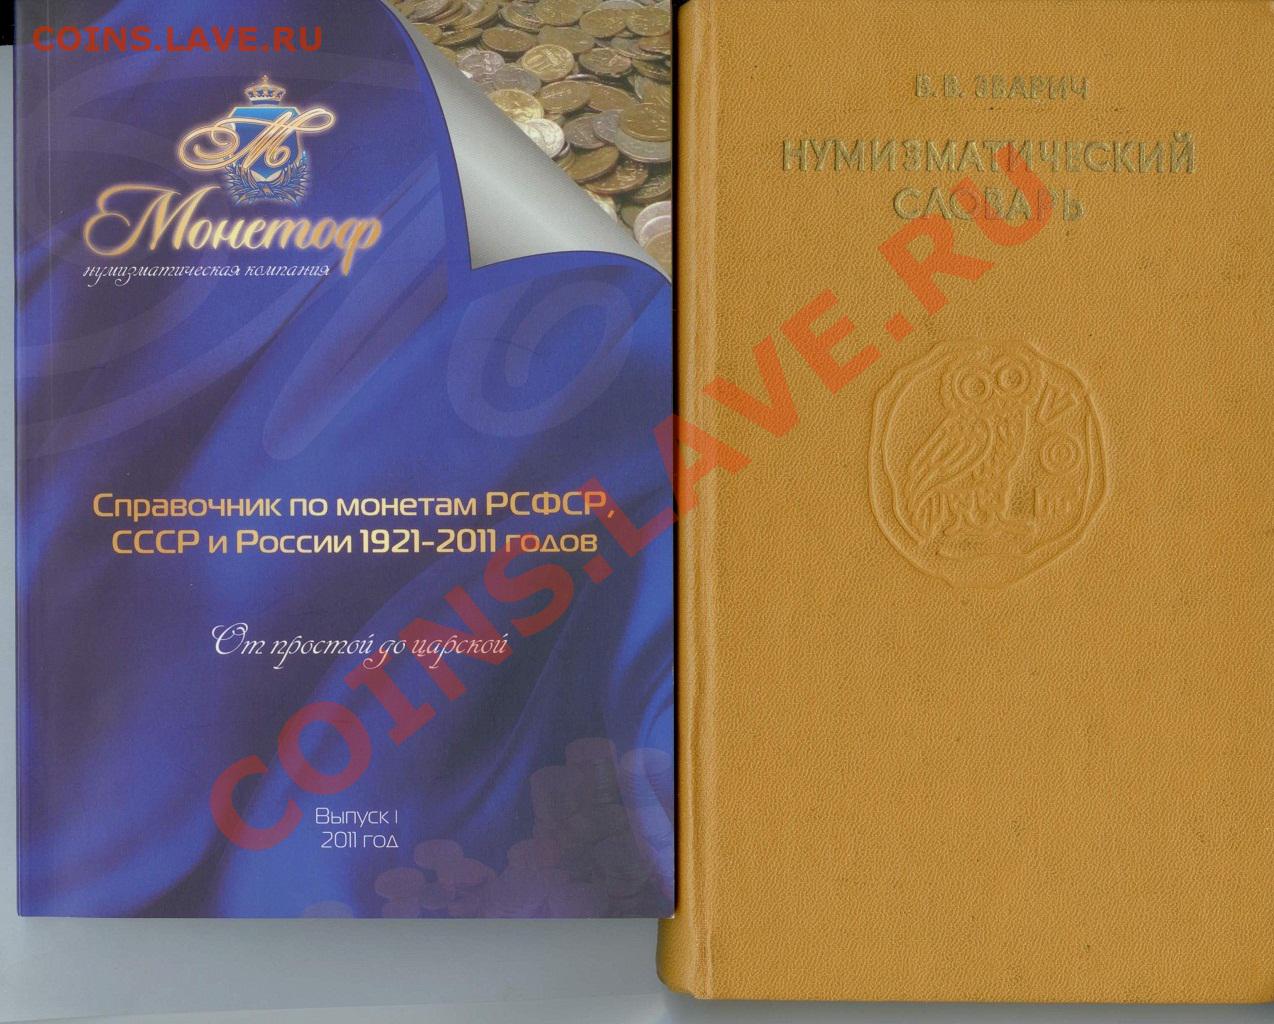 COINS.LAVE.RU
М
Монетоф
нумизматическая компания
Справочник по монетам РСФСР,
СССР и России 1921-2011 годов
От простой до царской
Выпуск I
2011 год
В. В. ЗВАРИЧ
НУМИЗМАТИЧЕСКИЙ
СЛОВАРЬ
COINS.LAVE.RU